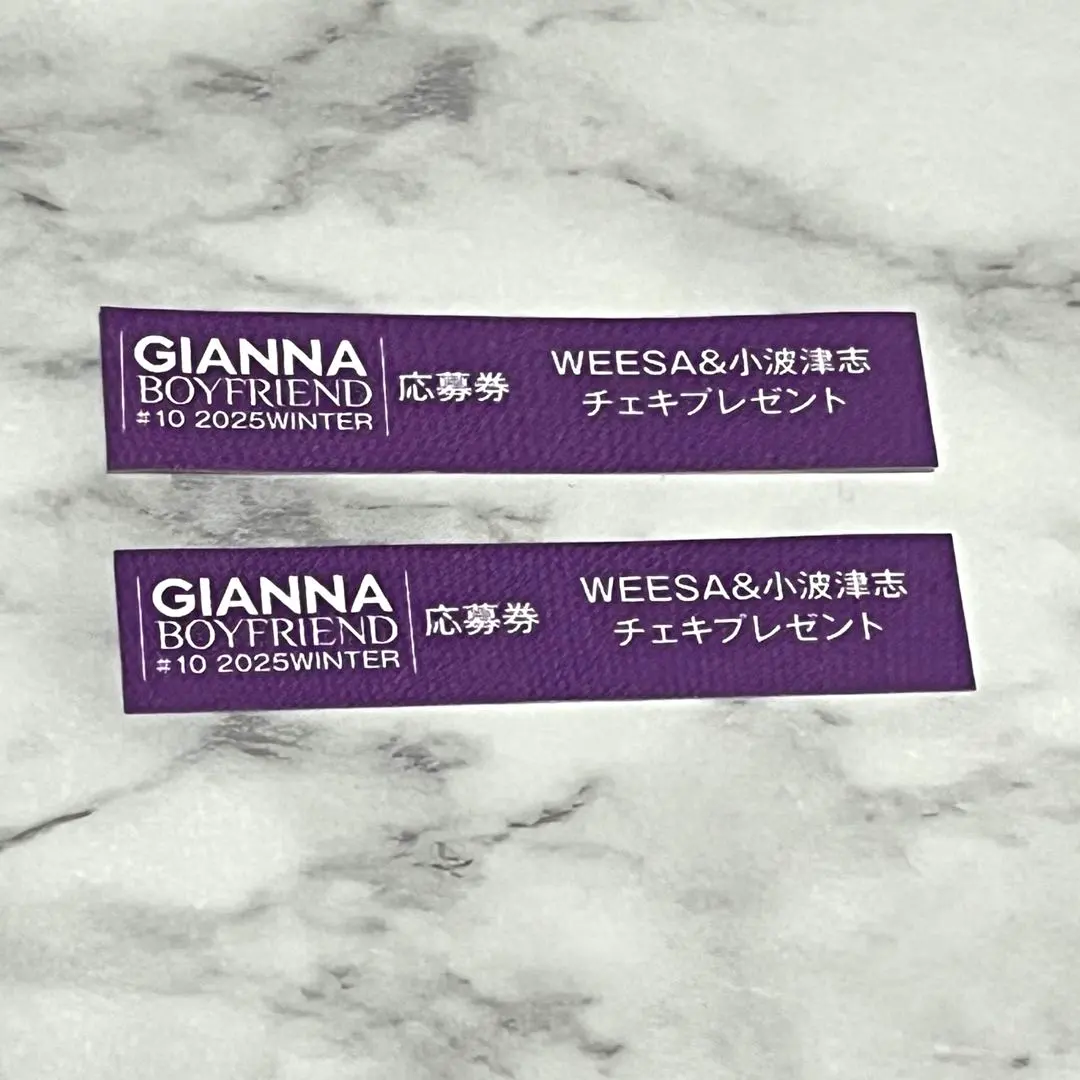 GIANNA
BOYFRIEND
#10 2025WINTER
応募券
WEESA&小波津志
チェキプレゼント
GIANNA
BOYFRIEND
#10 2025WINTER
応募券
WEESA&小波津志
チェキプレゼント